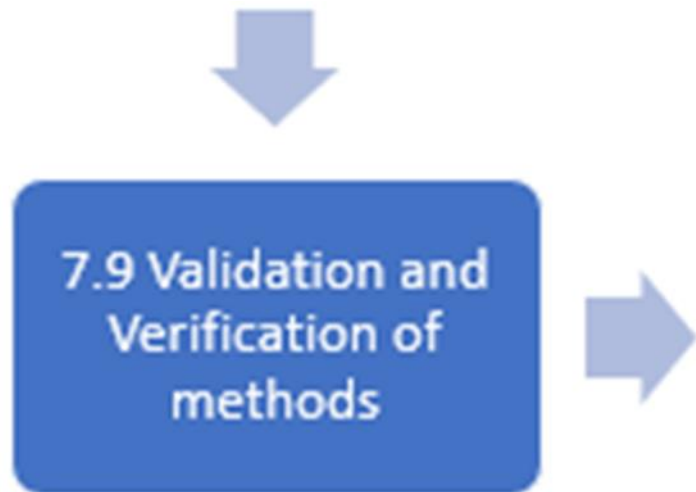 7.9 Validation and
Verification of
methods